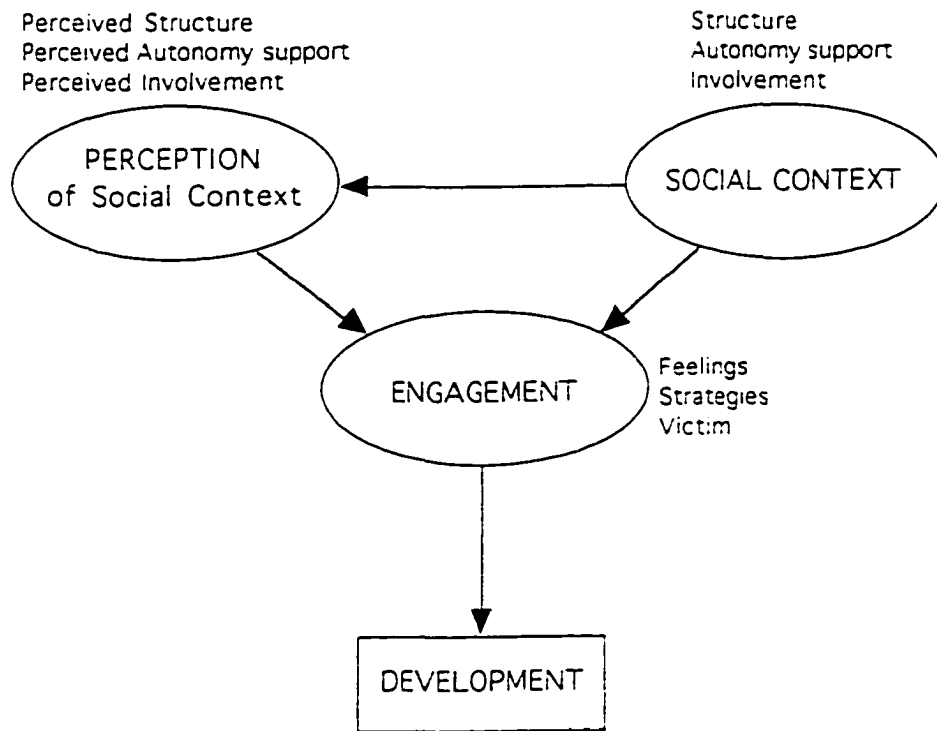 Perceived Structure
Perceived Autonomy support
Perceived Involvement
Structure
Autonomy support
Involvement
PERCEPTION
of Social Context
SOCIAL CONTEXT
ENGAGEMENT
Feelings
Strategies
Victim
DEVELOPMENT